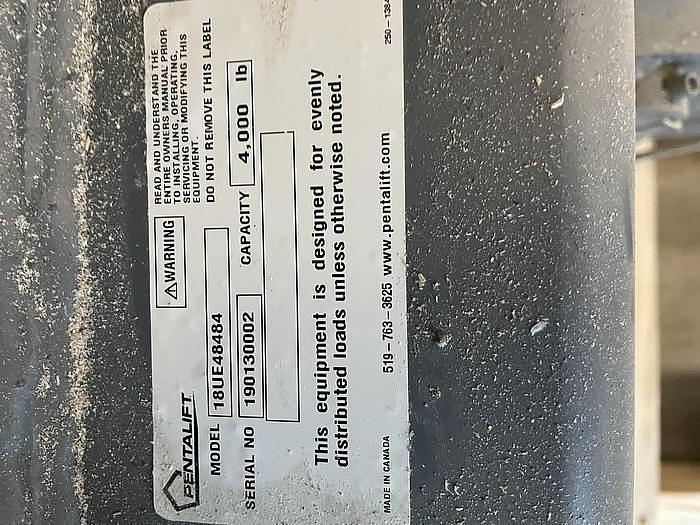 PENTALIFT
⚠WARNING
READ AND UNDERSTAND THE
ENTIRE OWNERS MANUAL PRIOR
TO INSTALLING, OPERATING,
SERVICING OR MODIFYING THIS
EQUIPMENT.
DO NOT REMOVE THIS LABEL
MODEL 18UE48484
SERIAL NO 190130002 CAPACITY 4,000 lb
This equipment is designed for evenly
distributed loads unless otherwise noted.
MADE IN CANADA 519-763-3625 www.pentalift.com